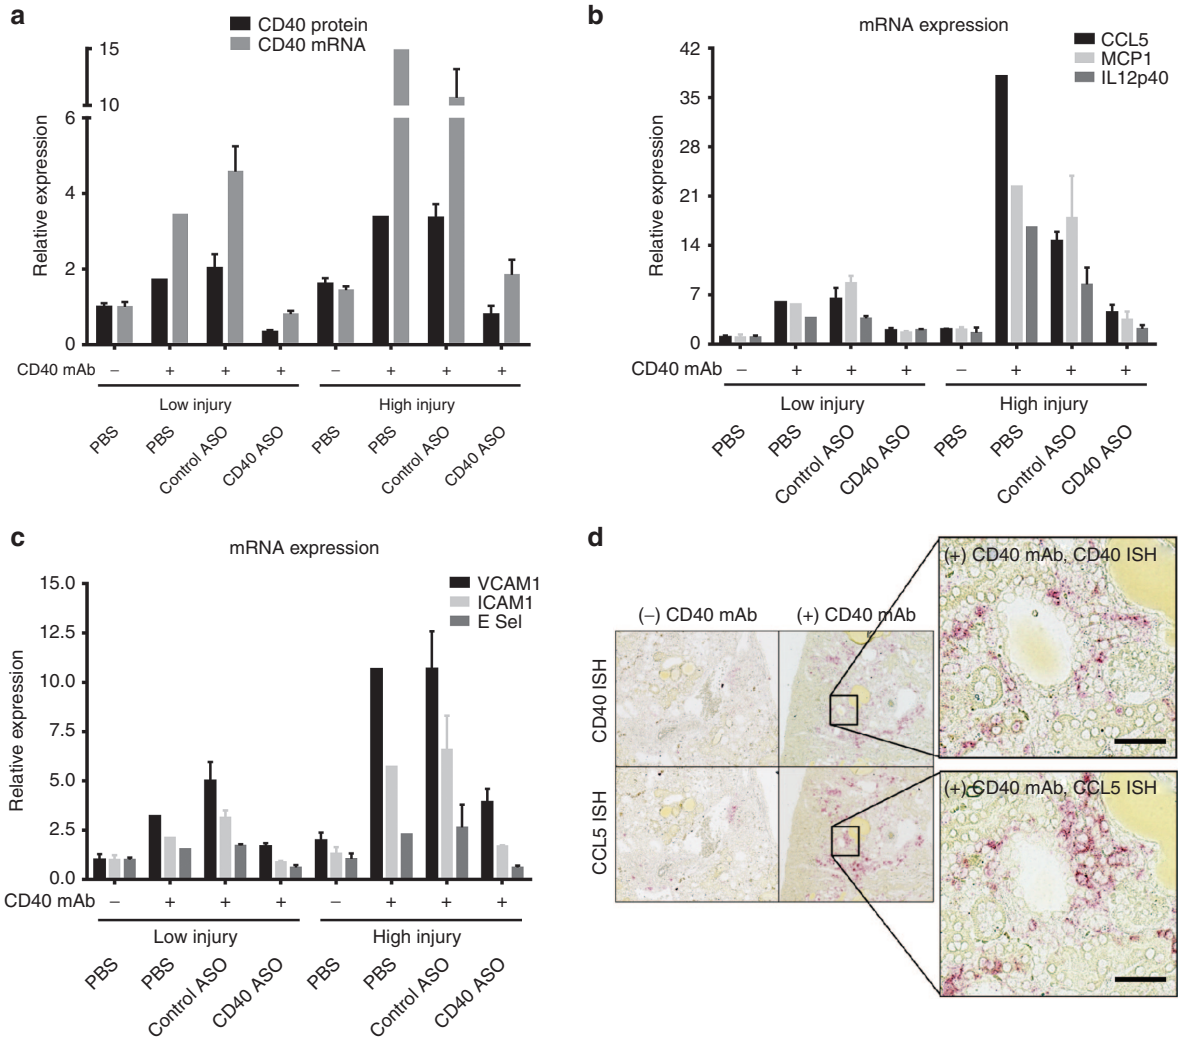 a
CD40 protein
CD40 mRNA
15
10
6
4
2
0
Relative expression
CD40 mAb – + + + – + + +
Low injury High injury
PBS PBS Control ASO CD40 ASO PBS PBS Control ASO CD40 ASO
b
mRNA expression
CCL5
MCP1
IL12p40
42
35
28
21
14
7
0
Relative expression
CD40 mAb – + + + – + + +
Low injury High injury
PBS PBS Control ASO CD40 ASO PBS PBS Control ASO CD40 ASO
c
mRNA expression
VCAM1
ICAM1
E Sel
15.0
12.5
10.0
7.5
5.0
2.5
0.0
Relative expression
CD40 mAb – + + + – + + +
Low injury High injury
PBS PBS Control ASO CD40 ASO PBS PBS Control ASO CD40 ASO
d
(–) CD40 mAb (+) CD40 mAb
CD40 ISH
CCL5 ISH
(+) CD40 mAb, CD40 ISH
(+) CD40 mAb, CCL5 ISH